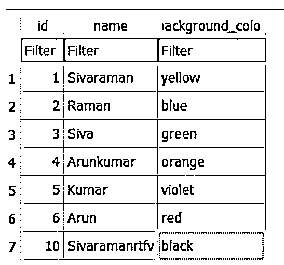 id name background_colo
Filter Filter Filter
1 1 Sivaraman yellow
2 2 Raman blue
3 3 Siva green
4 4 Arunkumar orange
5 5 Kumar violet
6 6 Arun red
7 10 Sivaramanrtfv black